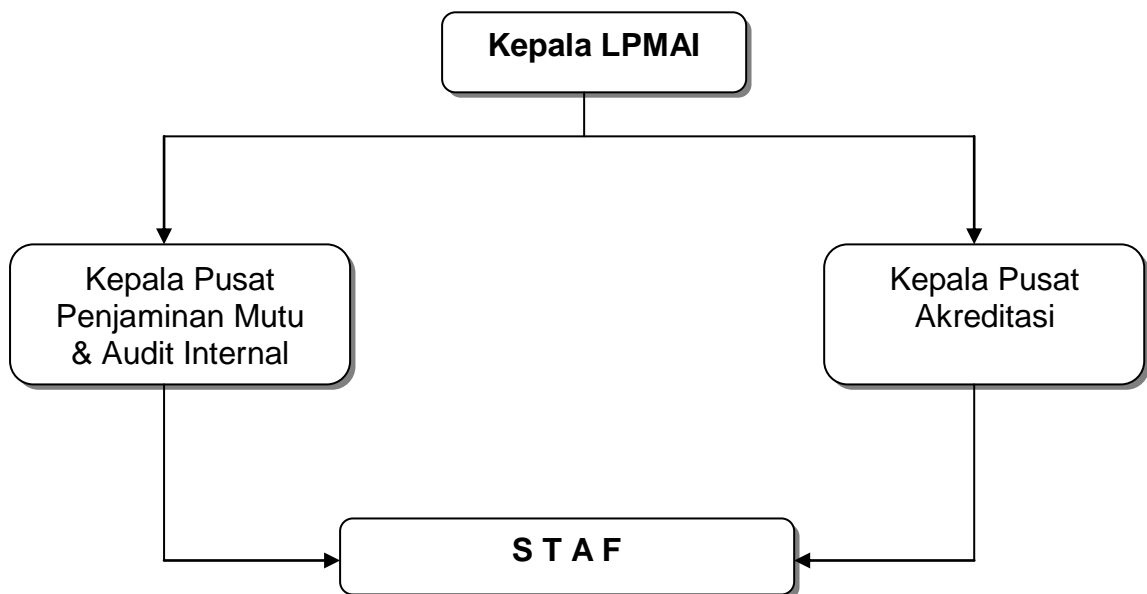 Kepala LPMAI
Kepala Pusat
Penjaminan Mutu
& Audit Internal
Kepala Pusat
Akreditasi
S T A F